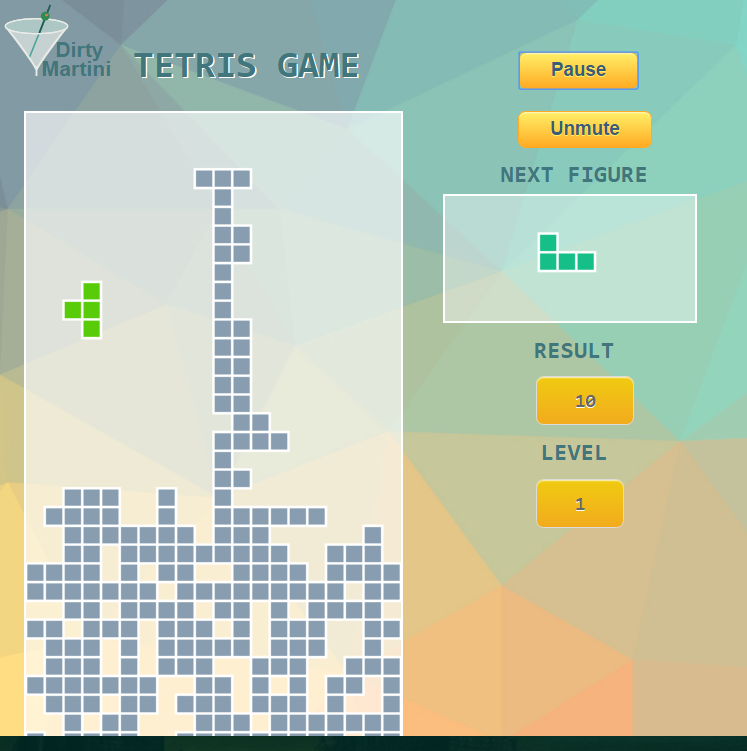 Dirty
Martini
TETRIS GAME
Pause
Unmute
NEXT FIGURE
RESULT
10
LEVEL
1